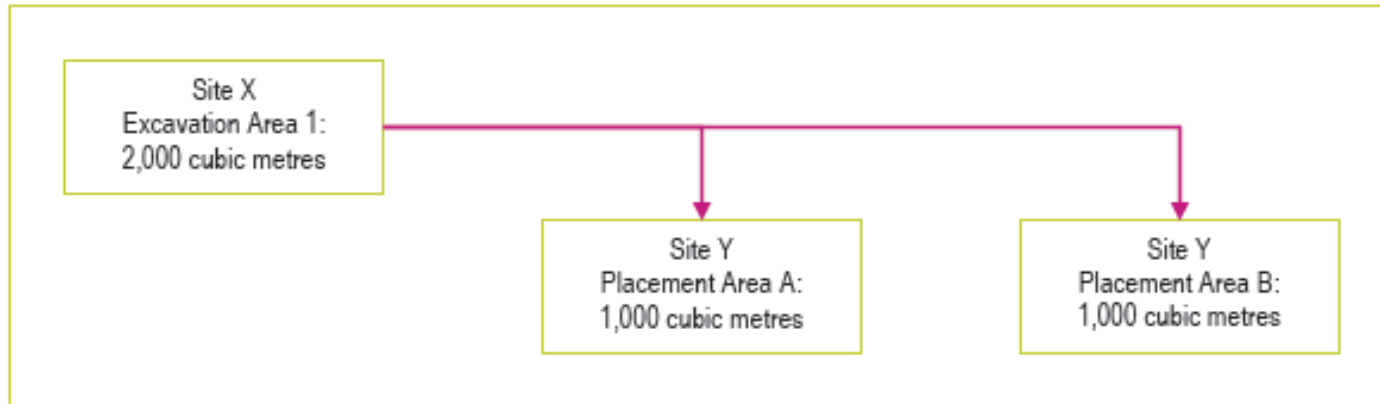 Site X
Excavation Area 1:
2,000 cubic metres
Site Y
Placement Area A:
1,000 cubic metres
Site Y
Placement Area B:
1,000 cubic metres